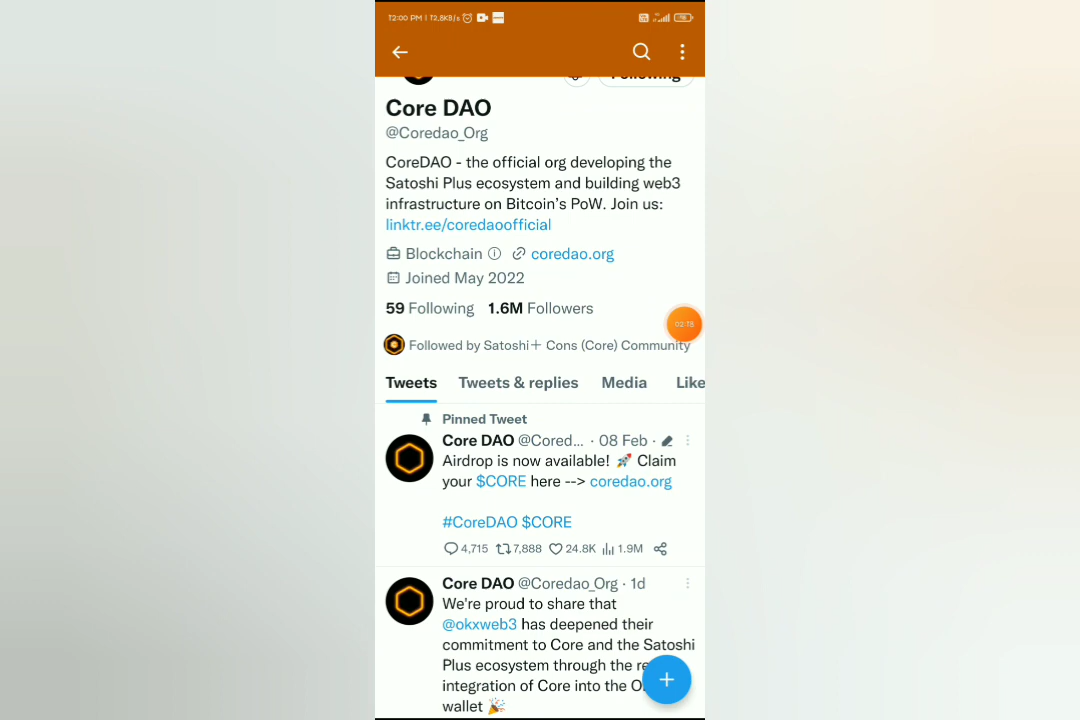 12:00 PM | 12.8KB/s
Core DAO
@Coredao_Org
CoreDAO - the official org developing the
Satoshi Plus ecosystem and building web3
infrastructure on Bitcoin's PoW. Join us:
linktr.ee/coredaoofficial
Blockchain coredao.org
Joined May 2022
59 Following 1.6M Followers
02:18
Followed by Satoshi+ Cons (Core) Community
Tweets Tweets & replies Media Like
Pinned Tweet
Core DAO @Cored... · 08 Feb ·
Airdrop is now available! 🚀 Claim
your $CORE here --> coredao.org
#CoreDAO $CORE
4,715 7,888 24.8K 1.9M
Core DAO @Coredao_Org · 1d
We're proud to share that
@okxweb3 has deepened their
commitment to Core and the Satoshi
Plus ecosystem through the
integration of Core into the
wallet 🎉